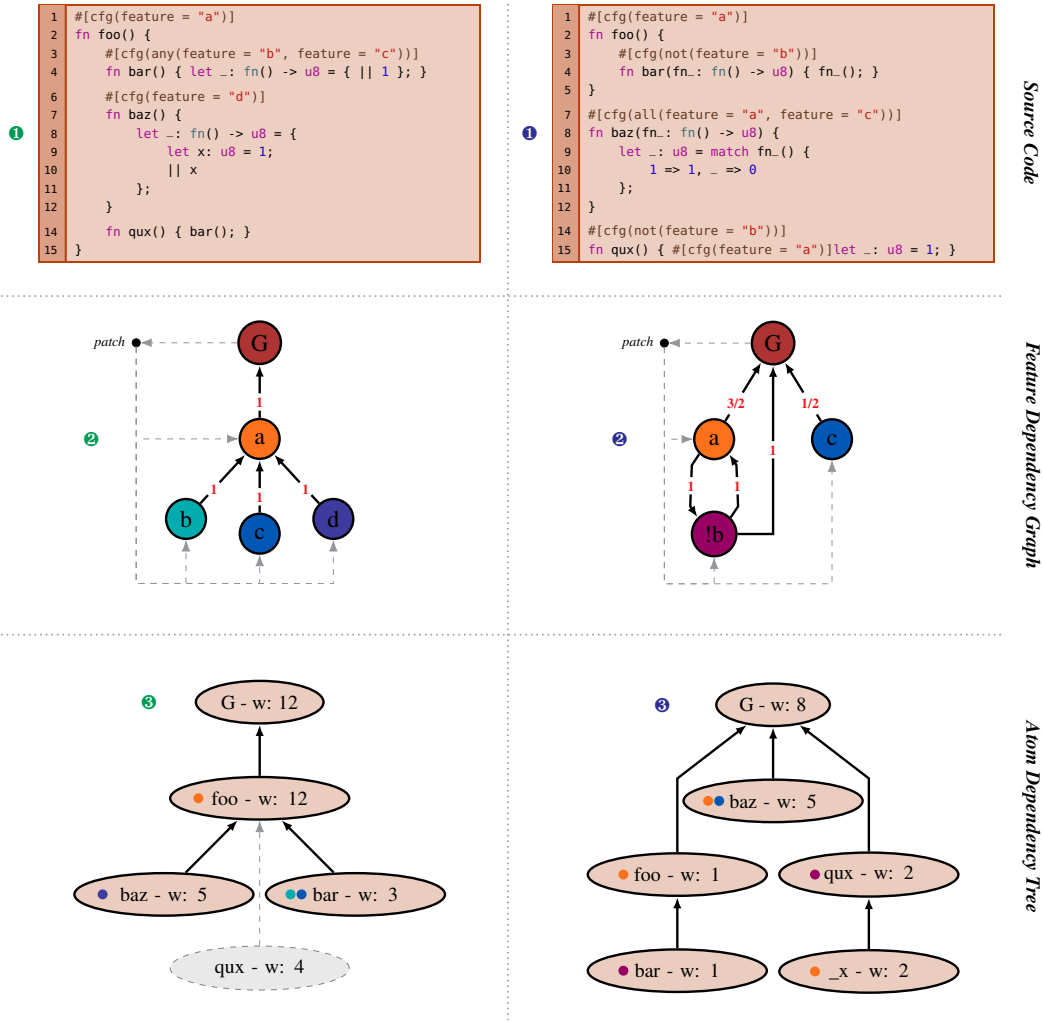 1 #[cfg(feature = "a")]
2 fn foo() {
3 #[cfg(any(feature = "b", feature = "c"))]
4 fn bar() { let _: fn() -> u8 = { || 1 }; }
6 #[cfg(feature = "d")]
7 fn baz() {
8 let _: fn() -> u8 = {
9 let x: u8 = 1;
10 || x
11 };
12 }
14 fn qux() { bar(); }
15 }
❶
1 #[cfg(feature = "a")]
2 fn foo() {
3 #[cfg(not(feature = "b"))]
4 fn bar(fn_: fn() -> u8) { fn_(); }
5 }
7 #[cfg(all(feature = "a", feature = "c"))]
8 fn baz(fn_: fn() -> u8) {
9 let _: u8 = match fn_() {
10 1 => 1, _ => 0
11 };
12 }
14 #[cfg(not(feature = "b"))]
15 fn qux() { #[cfg(feature = "a")]let _: u8 = 1; }
❶
Source Code
patch
G
1
❷
a
1
1
1
b
c
d
patch
G
3/2
1/2
❷
a
c
1
1
1
!b
Feature Dependency Graph
❸
G - w: 12
foo - w: 12
baz - w: 5
bar - w: 3
qux - w: 4
❸
G - w: 8
baz - w: 5
foo - w: 1
qux - w: 2
bar - w: 1
_x - w: 2
Atom Dependency Tree